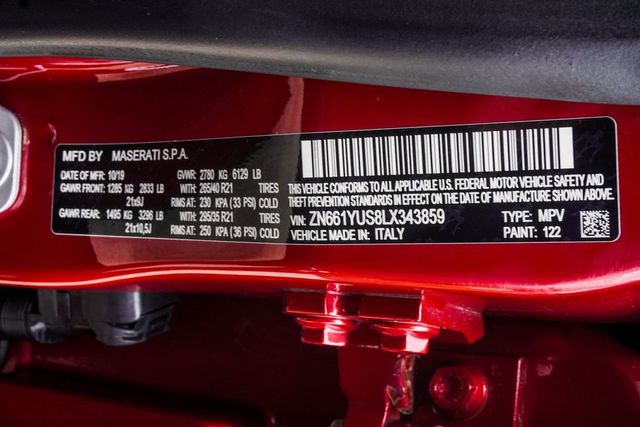 MFD BY MASERATI S.P.A.
DATE OF MFD 10/19 GWR: 2780 KG 6129 LB
GAWR FRONT: 1285 KG 2833 LB WITH: 265/40 R21 TIRES
21x9J RIMS AT: 230 KPA (33 PSI) COLD
GAWR REAR: 1495 KG 3296 LB WITH: 295/35 R21 TIRES
21x10,5J RIMS AT: 250 KPA (36 PSI) COLD
THIS VEHICLE CONFORMS TO ALL APPLICABLE U.S. FEDERAL MOTOR VEHICLE SAFETY AND
THEFT PREVENTION STANDARDS IN EFFECT ON THE DATE OF MANUFACTURE SHOWN ABOVE.
VIN: ZN661YUS8LX343859 TYPE: MPV
VEHICLE MADE IN: ITALY PAINT: 122